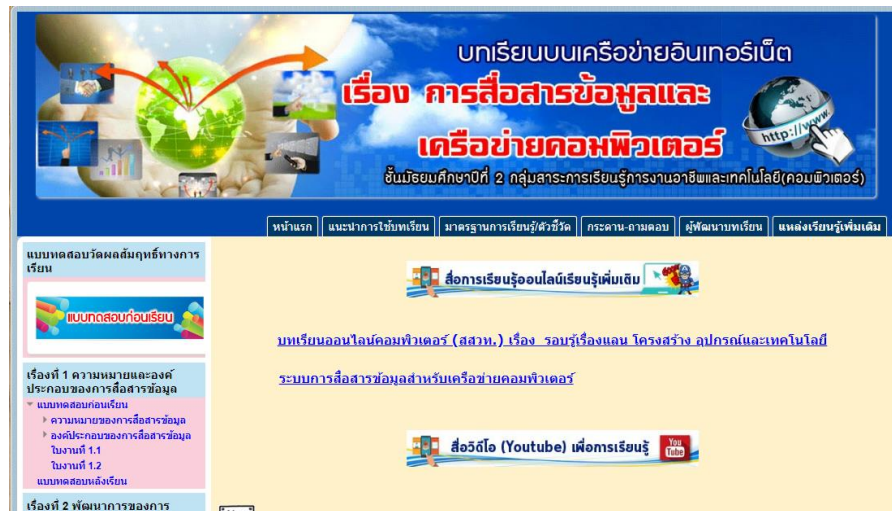 บทเรียนบนเครือข่ายอินเทอร์เน็ต
เรื่อง การสื่อสารข้อมูลและ
เครือข่ายคอมพิวเตอร์
http://www.
ชั้นมัธยมศึกษาปีที่ 2 กลุ่มสาระการเรียนรู้การงานอาชีพและเทคโนโลยี(คอมพิวเตอร์)
หน้าแรก แนะนำการใช้บทเรียน มาตรฐานการเรียนรู้/ตัวชี้วัด กระดาน-ถามตอบ ผู้พัฒนาบทเรียน แหล่งเรียนรู้เพิ่มเติม
แบบทดสอบวัดผลสัมฤทธิ์ทางการ
เรียน
แบบทดสอบก่อนเรียน
เรื่องที่ 1 ความหมายและองค์
ประกอบของการสื่อสารข้อมูล
แบบทดสอบก่อนเรียน
ความหมายของการสื่อสารข้อมูล
องค์ประกอบของการสื่อสารข้อมูล
ใบงานที่ 1.1
ใบงานที่ 1.2
แบบทดสอบหลังเรียน
เรื่องที่ 2 พัฒนาการของการ
สื่อการเรียนรู้ออนไลน์เรียนรู้เพิ่มเติม
บทเรียนออนไลน์คอมพิวเตอร์ (สสวท.) เรื่อง รอบรู้เรื่องแลน โครงสร้าง อุปกรณ์และเทคโนโลยี
ระบบการสื่อสารข้อมูลสำหรับเครือข่ายคอมพิวเตอร์
สื่อวิดีโอ (Youtube) เพื่อการเรียนรู้
You
Tube